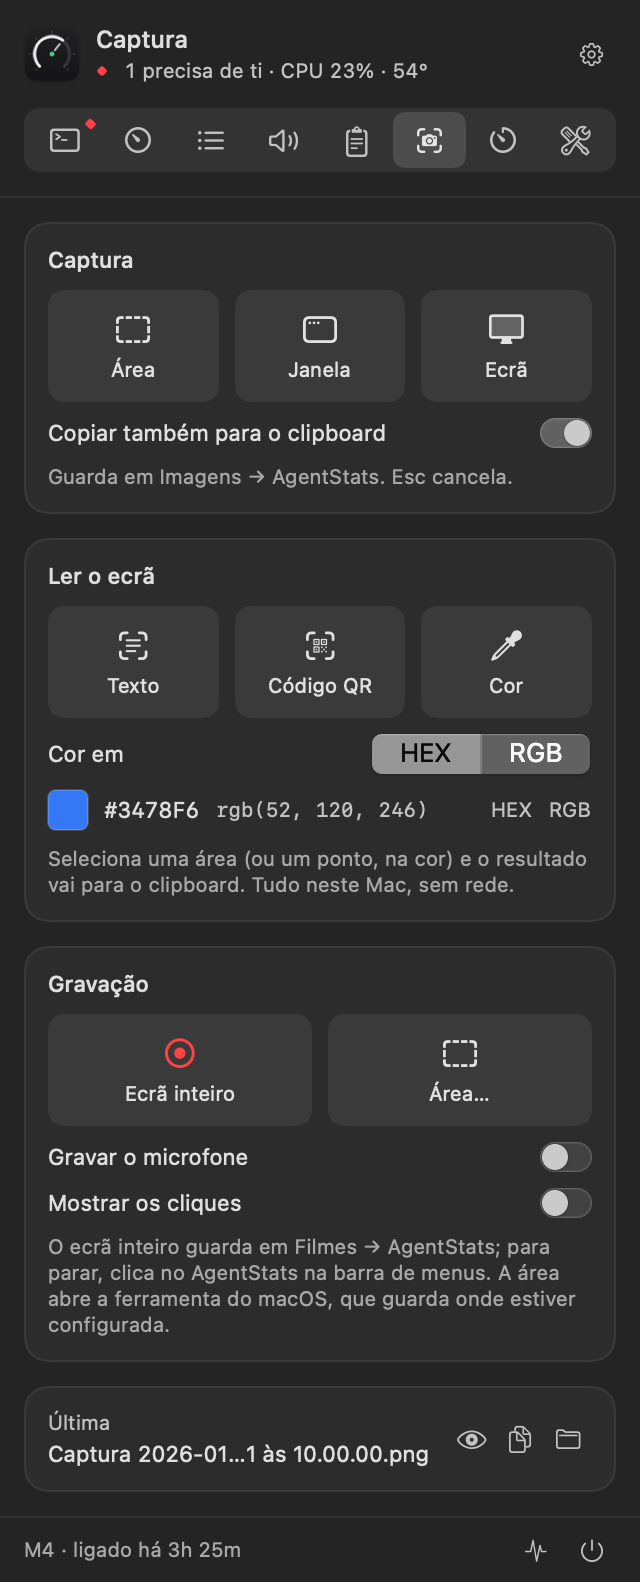 Captura
1 precisa de ti · CPU 23% · 54°
Captura
Área
Janela
Ecrã
Copiar também para o clipboard
Guarda em Imagens → AgentStats. Esc cancela.
Ler o ecrã
Texto
Código QR
Cor
Cor em
HEX
RGB
#3478F6 rgb(52, 120, 246) HEX RGB
Seleciona uma área (ou um ponto, na cor) e o resultado
vai para o clipboard. Tudo neste Mac, sem rede.
Gravação
Ecrã inteiro
Área...
Gravar o microfone
Mostrar os cliques
O ecrã inteiro guarda em Filmes → AgentStats; para
parar, clica no AgentStats na barra de menus. A área
abre a ferramenta do macOS, que guarda onde estiver
configurada.
Última
Captura 2026-01...1 às 10.00.00.png
M4 · ligado há 3h 25m